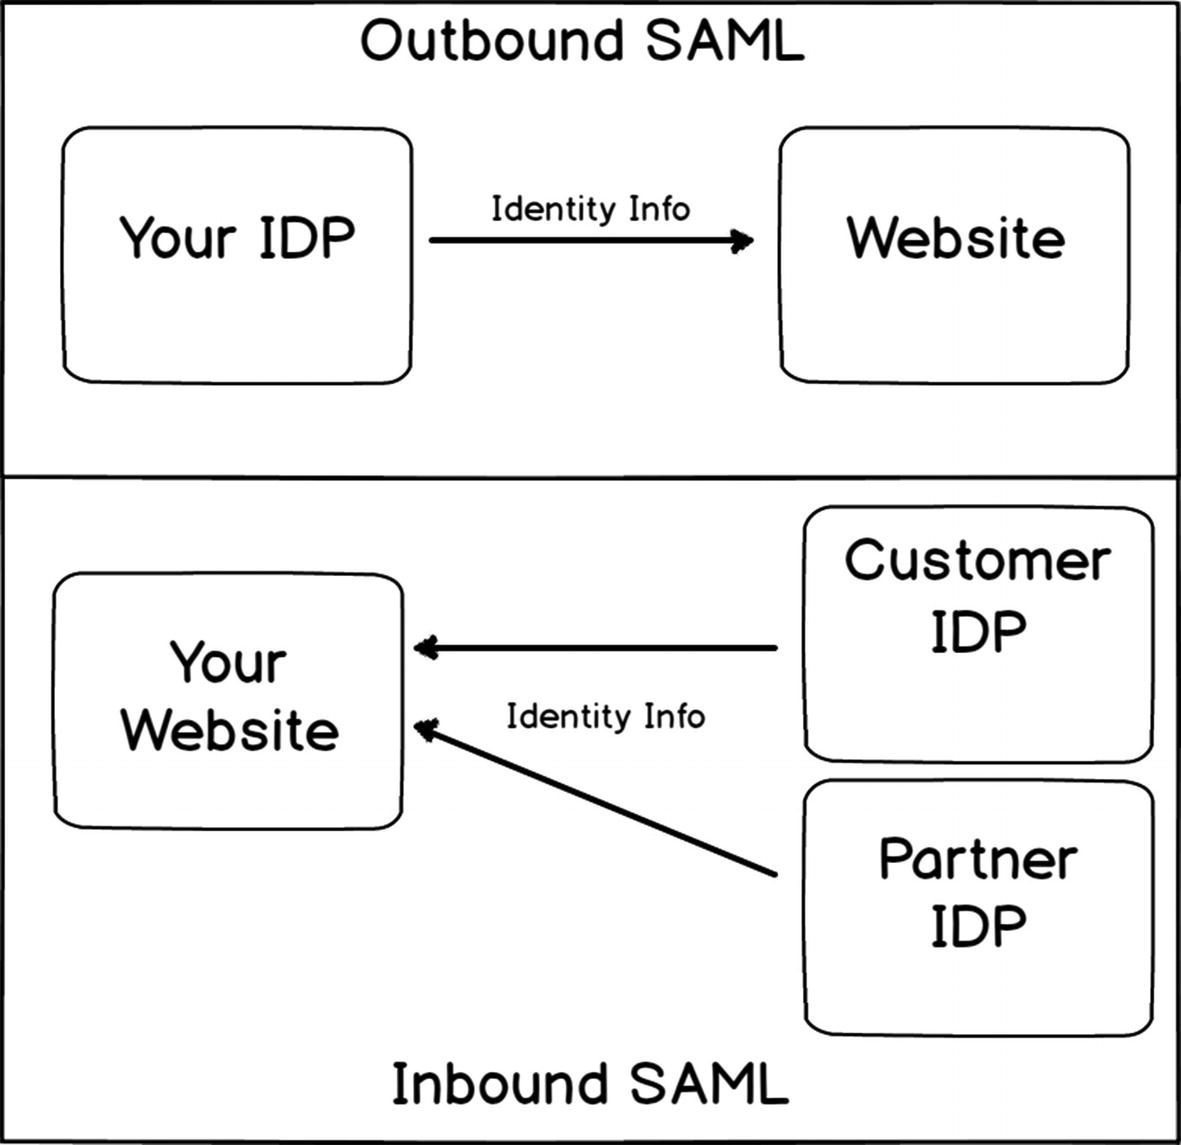 Outbound SAML
Your IDP
Identity Info
Website
Your
Website
Identity Info
Customer
IDP
Partner
IDP
Inbound SAML